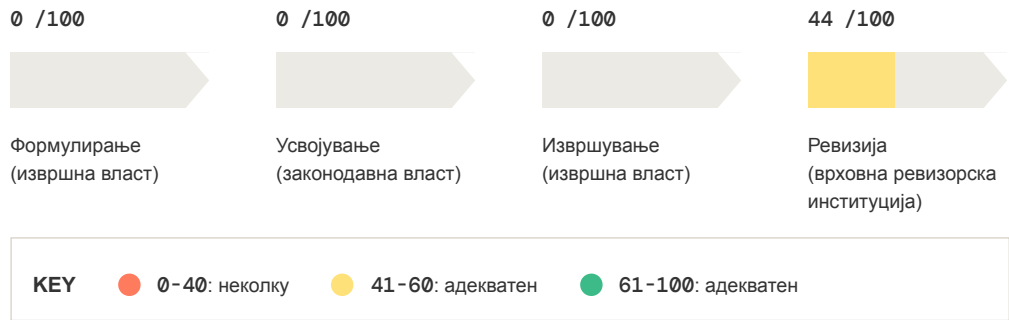 0 /100
0 /100
0 /100
44 /100
Формулирање
(извршна власт)
Усвојување
(законодавна власт)
Извршување
(извршна власт)
Ревизија
(врховна ревизорска
институција)
KEY
0-40: неколку
41-60: адекватен
61-100: адекватен